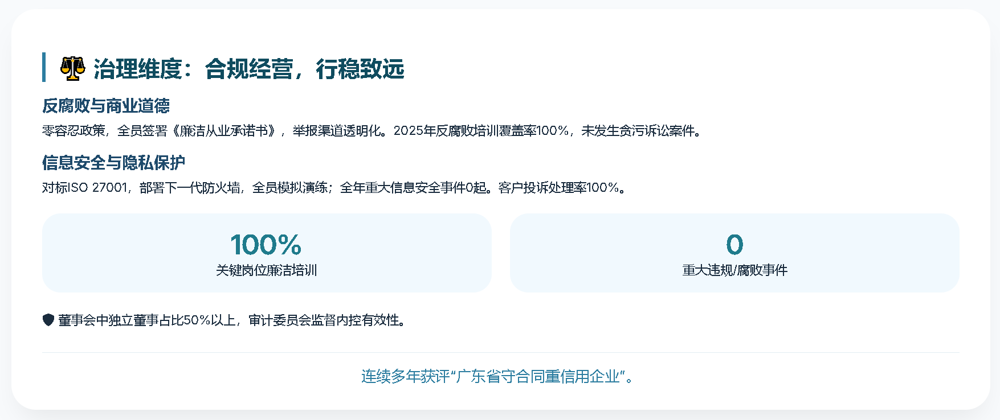 治理维度：合规经营，行稳致远
反腐败与商业道德
零容忍政策，全员签署《廉洁从业承诺书》，举报渠道透明化。2025年反腐败培训覆盖率100%，未发生贪污诉讼案件。
信息安全与隐私保护
对标ISO 27001，部署下一代防火墙，全员模拟演练；全年重大信息安全事件0起。客户投诉处理率100%。
100%
关键岗位廉洁培训
0
重大违规/腐败事件
董事会中独立董事占比50%以上，审计委员会监督内控有效性。
连续多年获评“广东省守合同重信用企业”。